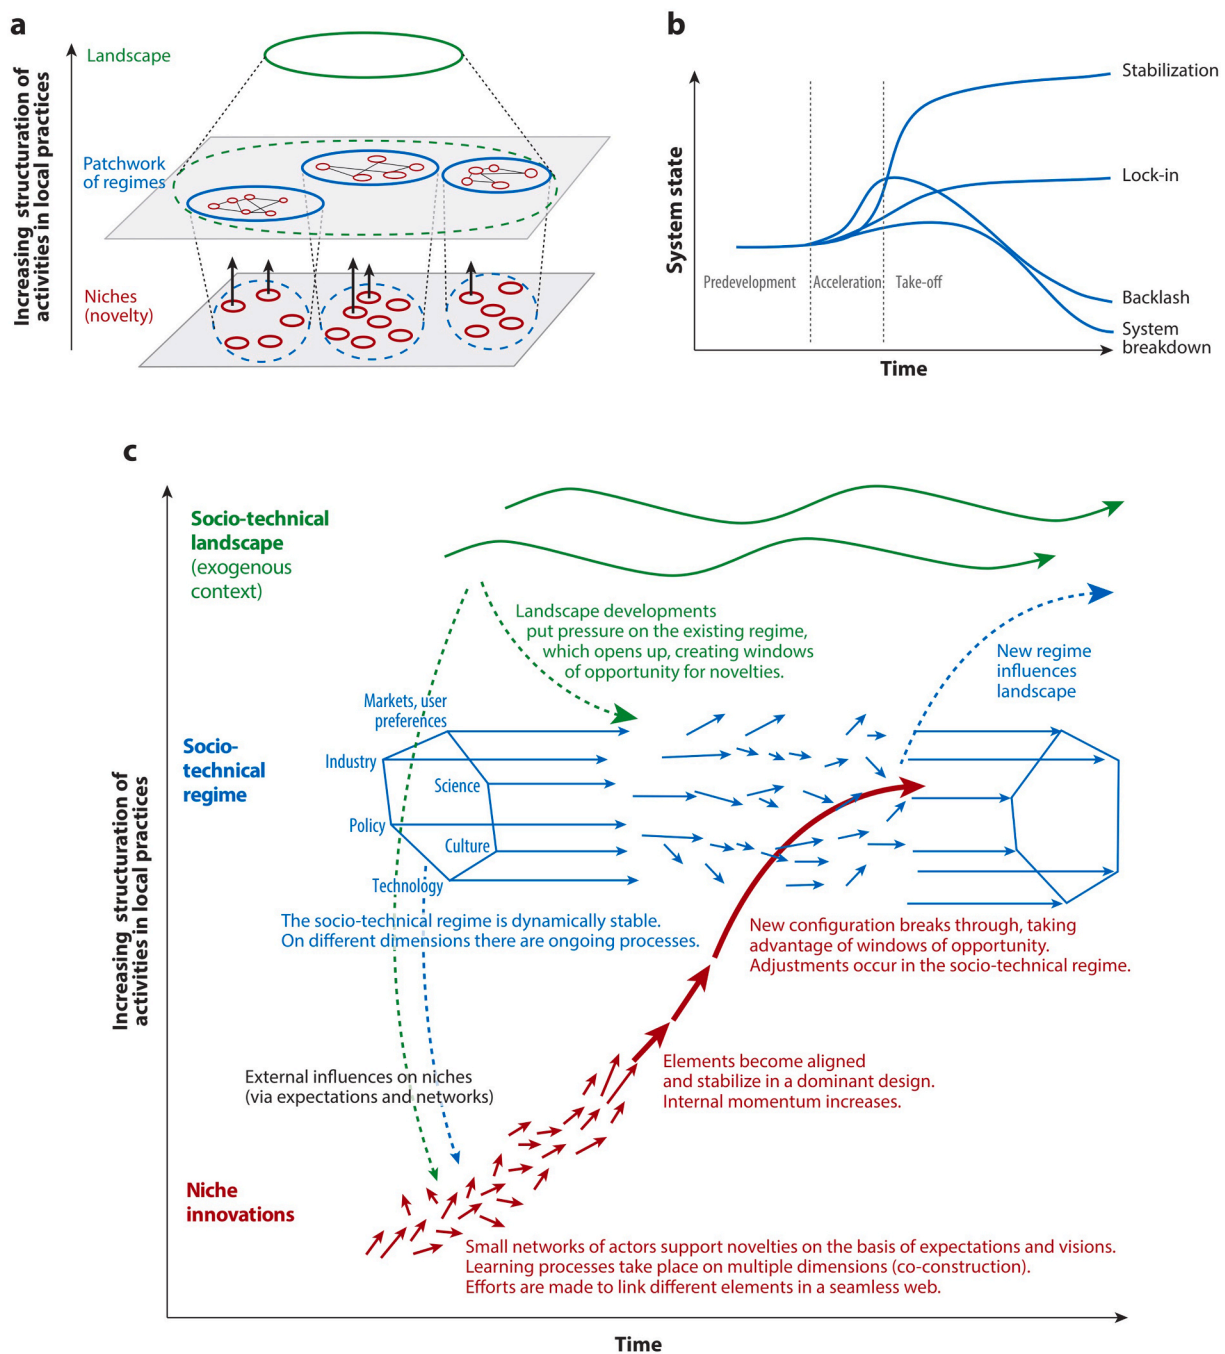 a
Increasing structuration of
activities in local practices
Landscape
Patchwork
of regimes
Niches
(novelty)
b
System state
Stabilization
Lock-in
Backlash
System
breakdown
Predevelopment
Acceleration
Take-off
Time
c
Increasing structuration of
activities in local practices
Socio-technical
landscape
(exogenous
context)
Landscape developments
put pressure on the existing regime,
which opens up, creating windows
of opportunity for novelties.
New regime
influences
landscape
Socio-
technical
regime
Markets, user
preferences
Industry
Science
Policy
Culture
Technology
The socio-technical regime is dynamically stable.
On different dimensions there are ongoing processes.
New configuration breaks through, taking
advantage of windows of opportunity.
Adjustments occur in the socio-technical regime.
External influences on niches
(via expectations and networks)
Elements become aligned
and stabilize in a dominant design.
Internal momentum increases.
Niche
innovations
Small networks of actors support novelties on the basis of expectations and visions.
Learning processes take place on multiple dimensions (co-construction).
Efforts are made to link different elements in a seamless web.
Time